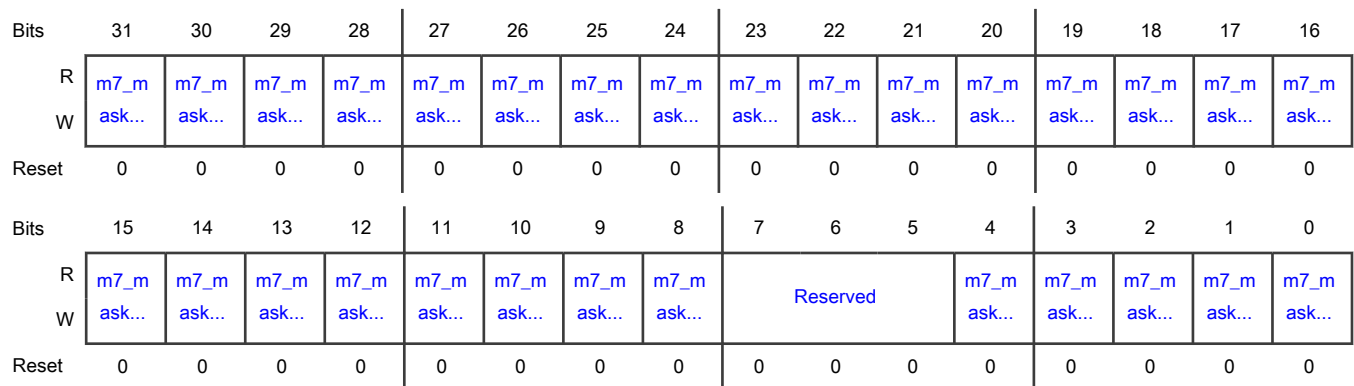 Bits 31 30 29 28 27 26 25 24 23 22 21 20 19 18 17 16
R m7_m m7_m m7_m m7_m m7_m m7_m m7_m m7_m m7_m m7_m m7_m m7_m m7_m m7_m m7_m m7_m
W ask... ask... ask... ask... ask... ask... ask... ask... ask... ask... ask... ask... ask... ask... ask... ask...
Reset 0 0 0 0 0 0 0 0 0 0 0 0 0 0 0 0
Bits 15 14 13 12 11 10 9 8 7 6 5 4 3 2 1 0
R m7_m m7_m m7_m m7_m m7_m m7_m m7_m m7_m Reserved m7_m m7_m m7_m m7_m m7_m
W ask... ask... ask... ask... ask... ask... ask... ask... ask... ask... ask... ask... ask...
Reset 0 0 0 0 0 0 0 0 0 0 0 0 0 0 0 0